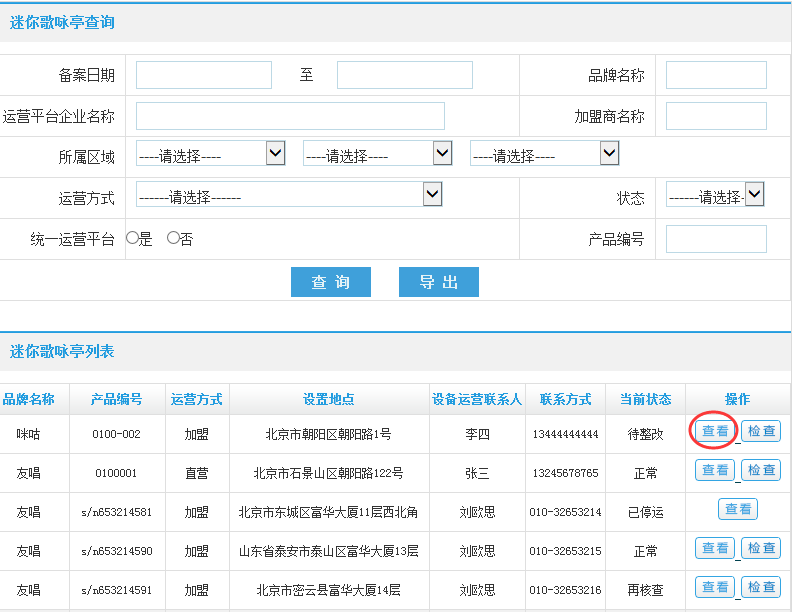 迷你歌咏亭查询
备案日期 至 品牌名称
运营平台企业名称 加盟商名称
所属区域 ----请选择---- ----请选择---- ----请选择----
运营方式 ------请选择------ 状态 ------请选择-
统一运营平台 是 否 产品编号
查 询 导 出
迷你歌咏亭列表
品牌名称 产品编号 运营方式 设置地点 设备运营联系人 联系方式 当前状态 操作
咪咕 0100-002 加盟 北京市朝阳区朝阳路1号 李四 13444444444 待整改 查看 检查
友唱 0100001 直营 北京市石景山区朝阳路122号 张三 13245678765 正常 查看 检查
友唱 s/n653214581 加盟 北京市东城区富华大厦11层西北角 刘欧思 010-32653214 已停运 查看
友唱 s/n653214590 加盟 山东省泰安市泰山区富华大厦13层 刘欧思 010-32653215 正常 查看 检查
友唱 s/n653214591 加盟 北京市密云县富华大厦14层 刘欧思 010-32653216 再核查 查看 检查